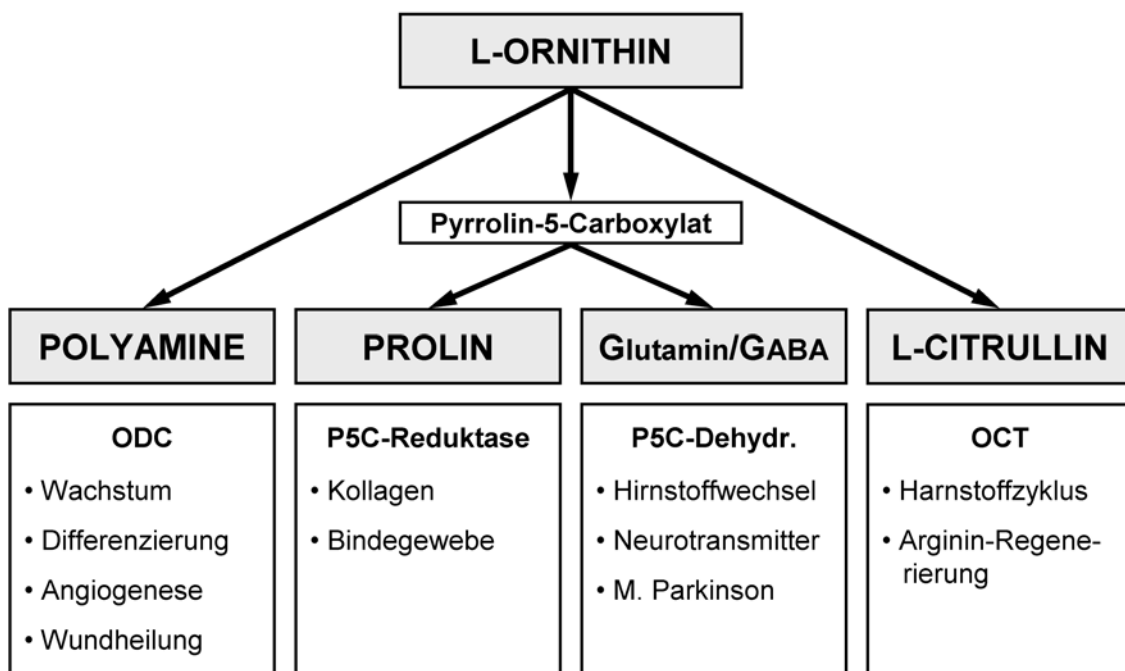 L-ORNITHIN
Pyrrolin-5-Carboxylat
POLYAMINE
PROLIN
Glutamin/GABA
L-CITRULLIN
ODC
• Wachstum
• Differenzierung
• Angiogenese
• Wundheilung
P5C-Reduktase
• Kollagen
• Bindegewebe
P5C-Dehydr.
• Hirnstoffwechsel
• Neurotransmitter
• M. Parkinson
OCT
• Harnstoffzyklus
• Arginin-Regene-
rierung